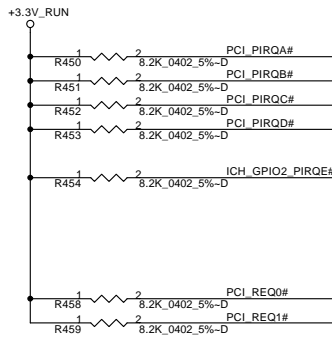 +3.3V_RUN
1 2 PCI_PIRQA#
R450 8.2K_0402_5%~D
1 2 PCI_PIRQB#
R451 8.2K_0402_5%~D
1 2 PCI_PIRQC#
R452 8.2K_0402_5%~D
1 2 PCI_PIRQD#
R453 8.2K_0402_5%~D
1 2 ICH_GPIO2_PIRQE#
R454 8.2K_0402_5%~D
1 2 PCI_REQ0#
R458 8.2K_0402_5%~D
1 2 PCI_REQ1#
R459 8.2K_0402_5%~D